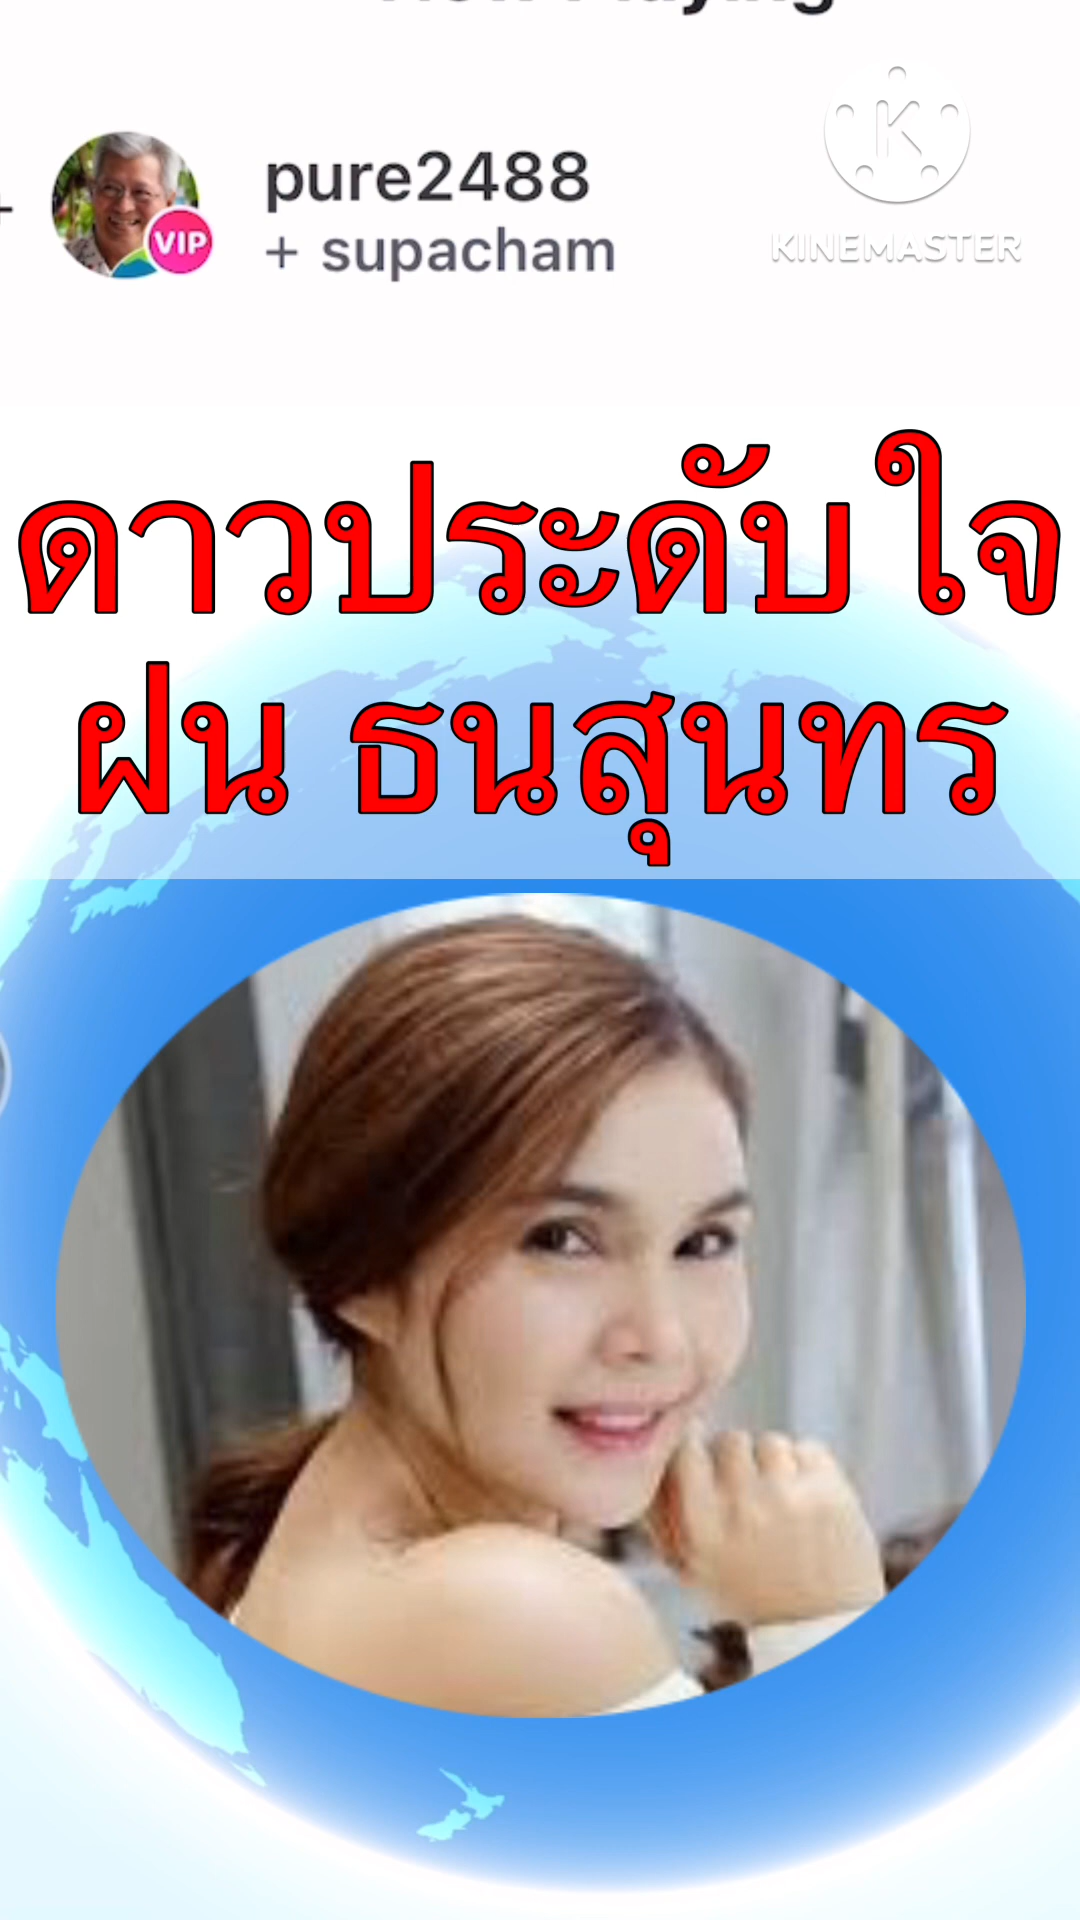 pure2488
VIP
+ supacham
K
KINEMASTER
ดาวประดับใจ
ฝน ธนสุนทร